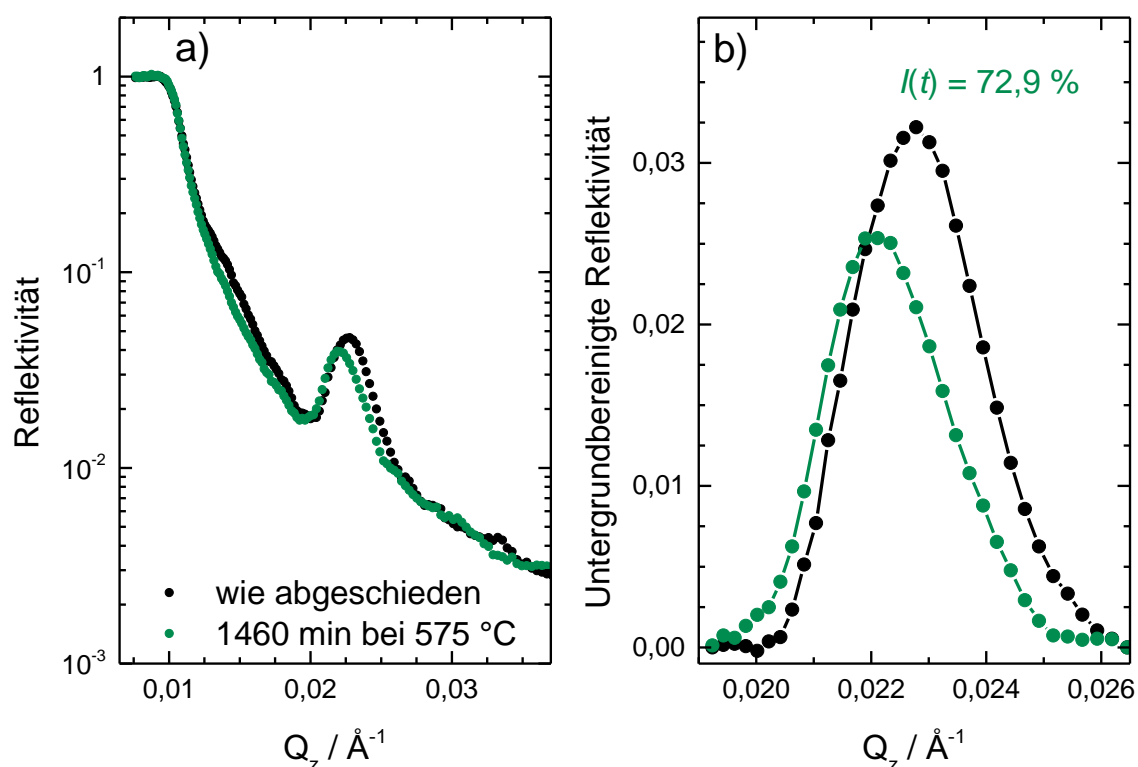 a)
Reflektivität
1
10⁻¹
10⁻²
10⁻³
wie abgeschieden
1460 min bei 575 °C
0,01 0,02 0,03
Q_z / Å⁻¹
b)
I(t) = 72,9 %
Untergrundbereinigte Reflektivität
0,03
0,02
0,01
0,00
0,020 0,022 0,024 0,026
Q_z / Å⁻¹